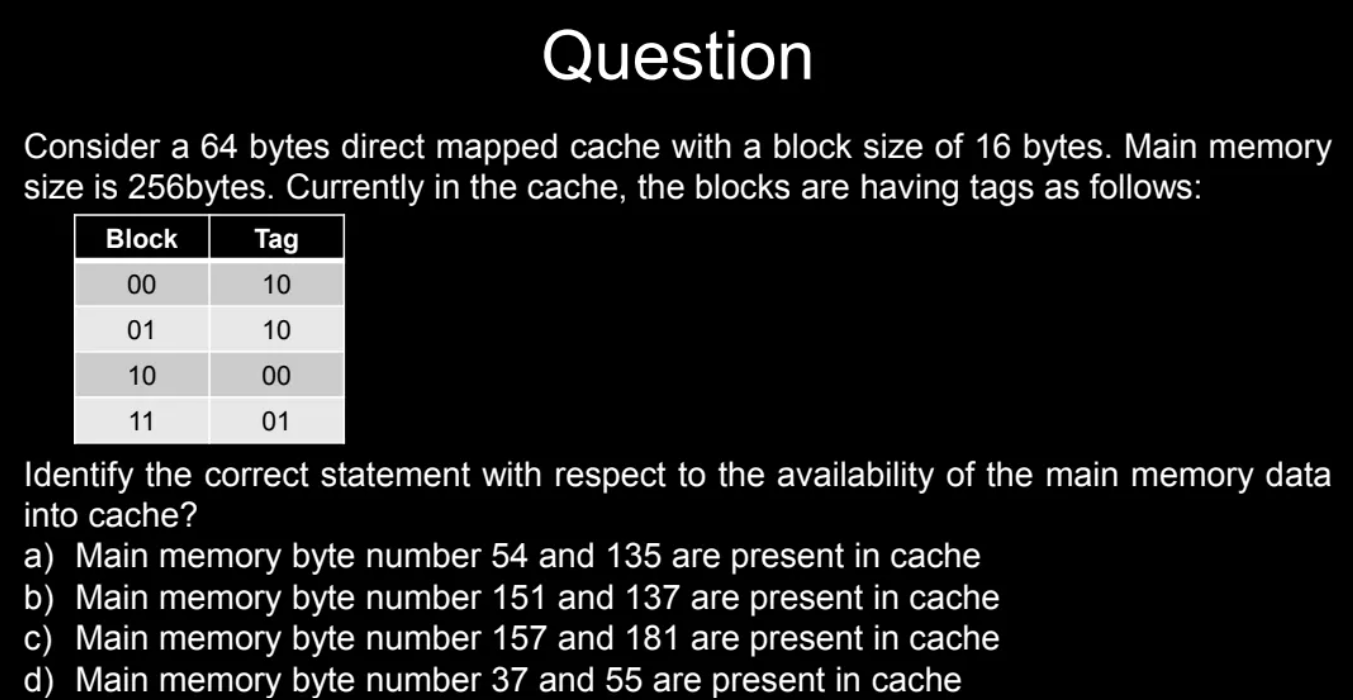 Question
Consider a 64 bytes direct mapped cache with a block size of 16 bytes. Main memory
size is 256bytes. Currently in the cache, the blocks are having tags as follows:
Block Tag
00 10
01 10
10 00
11 01
Identify the correct statement with respect to the availability of the main memory data
into cache?
a) Main memory byte number 54 and 135 are present in cache
b) Main memory byte number 151 and 137 are present in cache
c) Main memory byte number 157 and 181 are present in cache
d) Main memory byte number 37 and 55 are present in cache